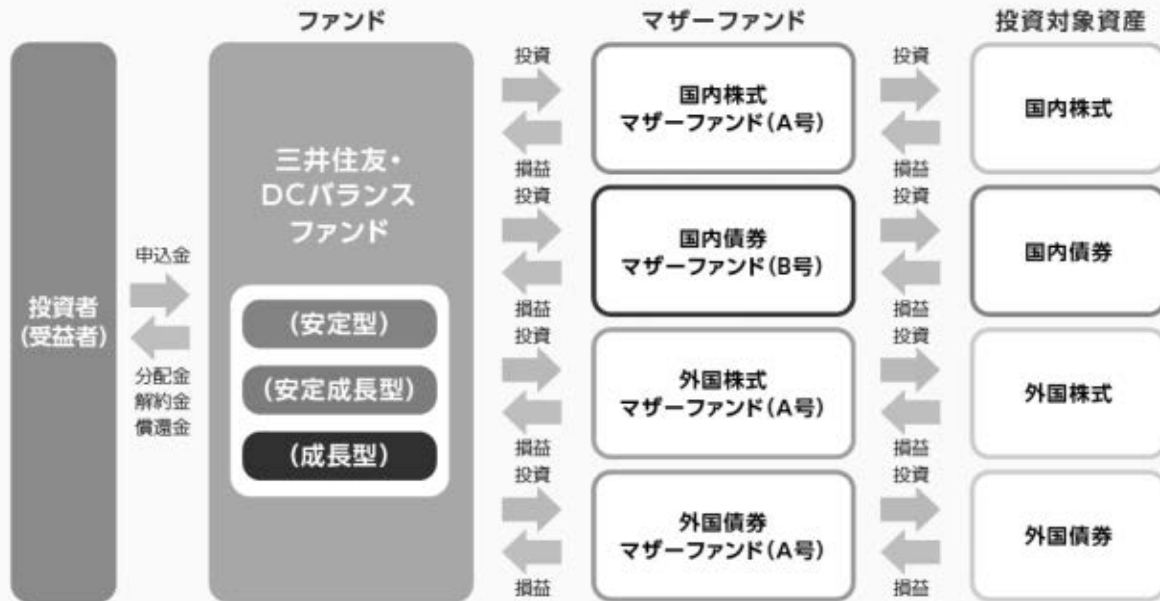 ファンド
マザーファンド
投資対象資産
投資者
(受益者)
申込金
分配金
解約金
償還金
三井住友・
DCバランス
ファンド
(安定型)
(安定成長型)
(成長型)
投資
損益
国内株式
マザーファンド(A号)
投資
損益
国内株式
投資
損益
国内債券
マザーファンド(B号)
投資
損益
国内債券
投資
損益
外国株式
マザーファンド(A号)
投資
損益
外国株式
投資
損益
外国債券
マザーファンド(A号)
投資
損益
外国債券